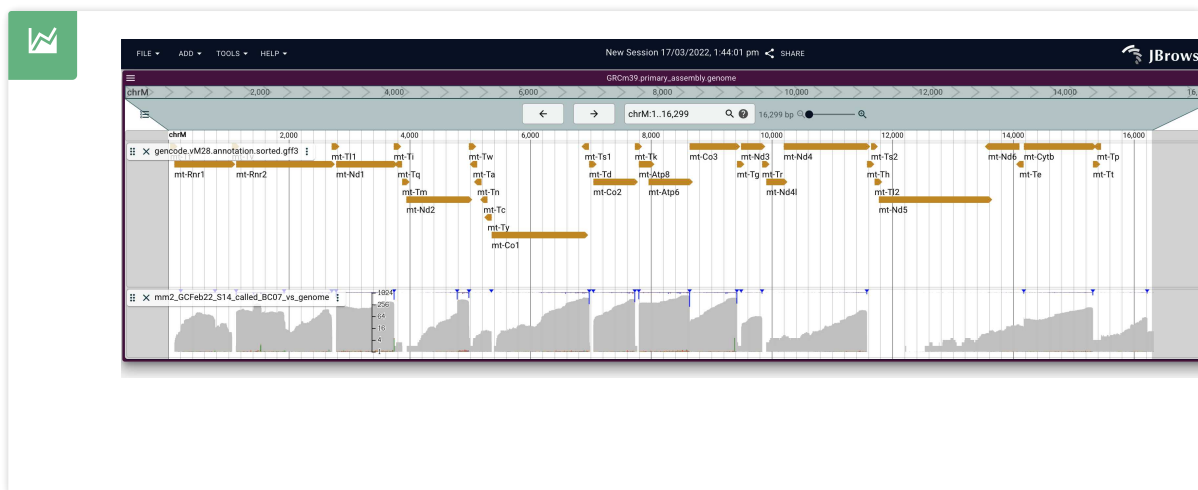 FILE ADD TOOLS HELP New Session 17/03/2022, 1:44:01 pm SHARE JBrows
GRCm39.primary_assembly.genome
chrM 2,000 4,000 6,000 8,000 10,000 12,000 14,000 16,
chrM:1..16,299 16,299 bp
chrM 2,000 4,000 6,000 8,000 10,000 12,000 14,000 16,000
gencode.vM28.annotation.sorted.gff3
mt-Tl1 mt-Ti mt-Tw mt-Ts1 mt-Tk mt-Co3 mt-Nd3 mt-Nd4 mt-Ts2 mt-Nd6 mt-Cytb mt-Tp
mt-Rnr1 mt-Rnr2 mt-Nd1 mt-Tq mt-Ta mt-Td mt-Atp8 mt-Tg mt-Tr mt-Th mt-Te mt-Tt
mt-Tm mt-Tn mt-Co2 mt-Atp6 mt-Nd4l mt-Tl2
mt-Nd2 mt-Tc mt-Nd5
mt-Ty
mt-Co1
mm2_GCFeb22_S14_called_BC07_vs_genome
1024
256
64
16
4
1